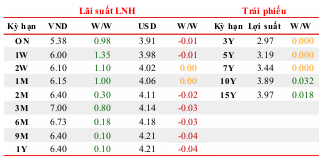 Lãi suất LNH Trái phiếu
Kỳ hạn VND W/W USD W/W Kỳ hạn Lợi suất W/W
ON 5.38 0.98 3.91 -0.01 3Y 2.97 0.000
1W 6.00 1.35 3.98 -0.01 5Y 3.19 0.000
2W 6.10 1.10 4.02 0.00 7Y 3.44 0.000
1M 6.15 1.00 4.06 0.00 10Y 3.89 0.032
2M 6.40 0.30 4.11 -0.02 15Y 3.97 0.018
3M 7.00 0.80 4.14 -0.03
6M 6.73 0.18 4.18 -0.03
9M 6.40 0.10 4.21 -0.04
1Y 6.40 0.10 4.21 -0.04